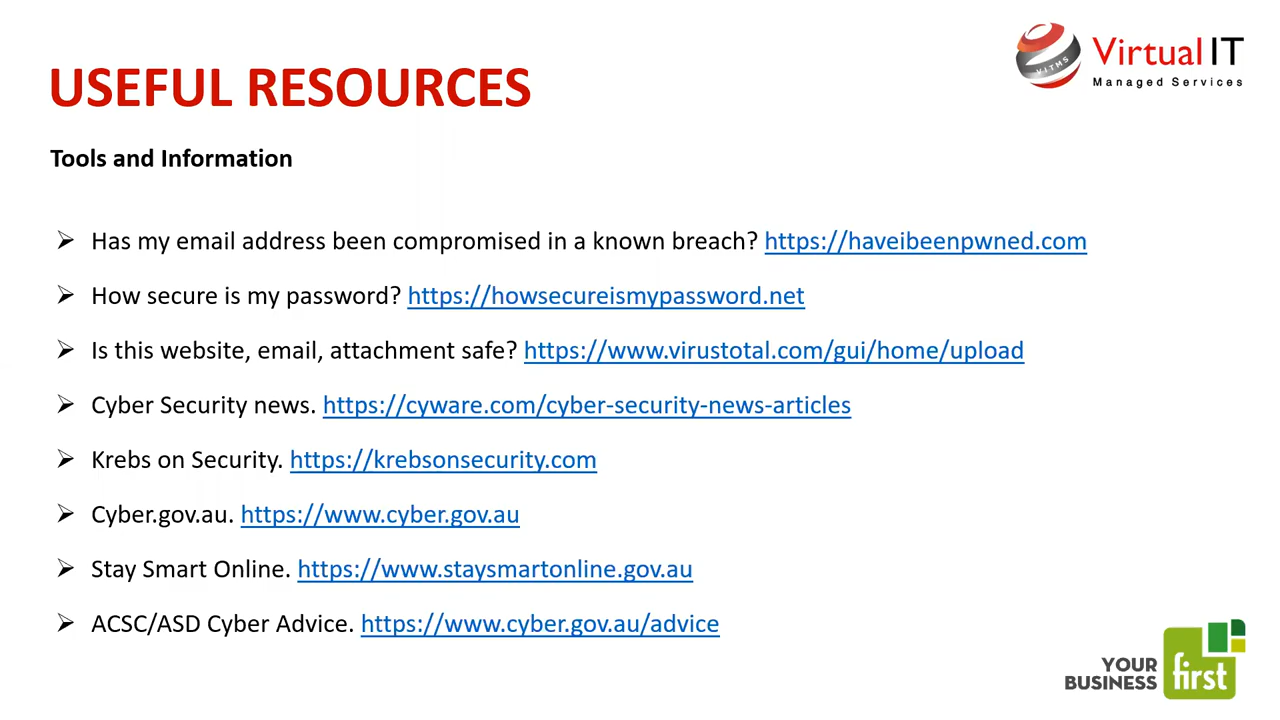 VITMS
Virtual IT
Managed Services
USEFUL RESOURCES
Tools and Information
➢ Has my email address been compromised in a known breach? https://haveibeenpwned.com
➢ How secure is my password? https://howsecureismypassword.net
➢ Is this website, email, attachment safe? https://www.virustotal.com/gui/home/upload
➢ Cyber Security news. https://cyware.com/cyber-security-news-articles
➢ Krebs on Security. https://krebsonsecurity.com
➢ Cyber.gov.au. https://www.cyber.gov.au
➢ Stay Smart Online. https://www.staysmartonline.gov.au
➢ ACSC/ASD Cyber Advice. https://www.cyber.gov.au/advice
YOUR
BUSINESS first